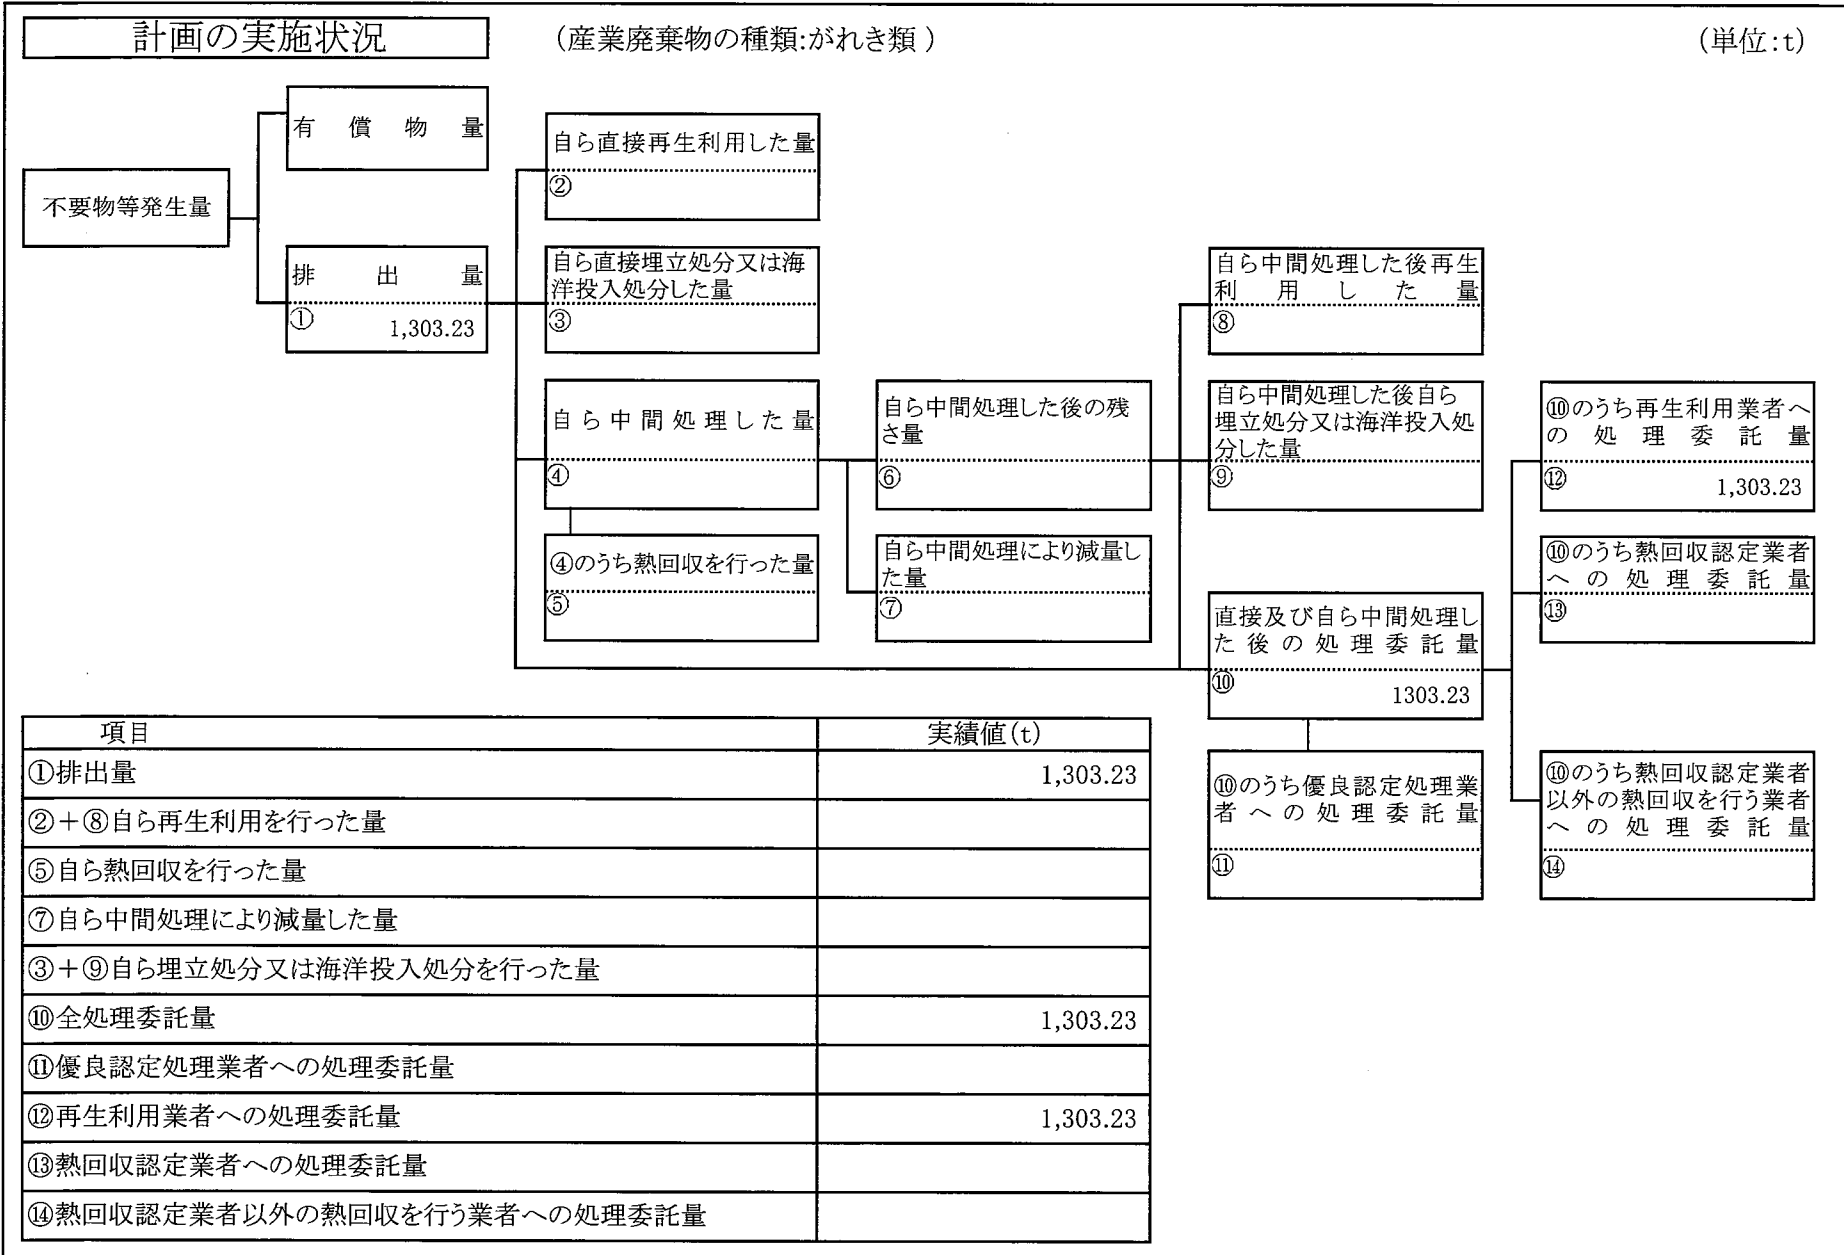 計画の実施状況
(産業廃棄物の種類:がれき類 )
(単位:t)
不要物等発生量
有償物量
排出量
① 1,303.23
自ら直接再生利用した量
②
自ら直接埋立処分又は海
洋投入処分した量
③
自ら中間処理した量
④
④のうち熱回収を行った量
⑤
自ら中間処理した後の残
さ量
⑥
自ら中間処理により減量し
た量
⑦
自ら中間処理した後再生
利用した量
⑧
自ら中間処理した後自ら
埋立処分又は海洋投入処
分した量
⑨
直接及び自ら中間処理し
た後の処理委託量
⑩ 1303.23
⑩のうち優良認定処理業
者への処理委託量
⑪
⑩のうち再生利用業者へ
の処理委託量
⑫ 1,303.23
⑩のうち熱回収認定業者
への処理委託量
⑬
⑩のうち熱回収認定業者
以外の熱回収を行う業者
への処理委託量
⑭
項目 実績値(t)
①排出量 1,303.23
②+⑧自ら再生利用を行った量
⑤自ら熱回収を行った量
⑦自ら中間処理により減量した量
③+⑨自ら埋立処分又は海洋投入処分を行った量
⑩全処理委託量 1,303.23
⑪優良認定処理業者への処理委託量
⑫再生利用業者への処理委託量 1,303.23
⑬熱回収認定業者への処理委託量
⑭熱回収認定業者以外の熱回収を行う業者への処理委託量